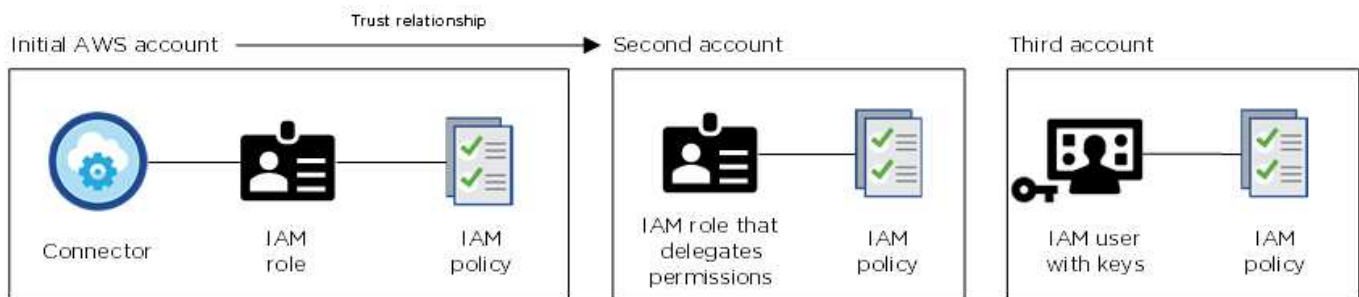 Trust relationship
Initial AWS account
Second account
Third account
Connector
IAM
role
IAM
policy
IAM role that
delegates
permissions
IAM
policy
IAM user
with keys
IAM
policy